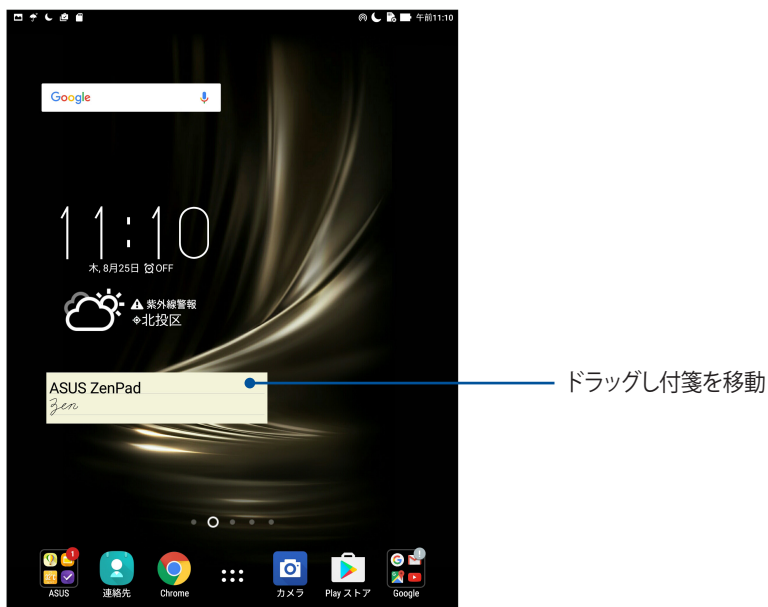 午前11:10
Google
11:10
木, 8月25日 OFF
紫外線警報
北投区
ASUS ZenPad
Zen
ドラッグし付箋を移動
1
1
ASUS
連絡先
Chrome
カメラ
Play ストア
Google